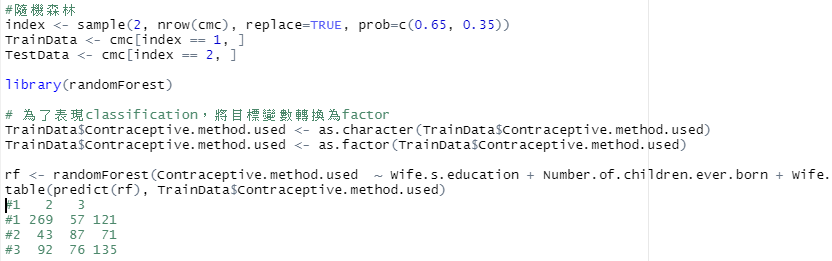 #隨機森林
index <- sample(2, nrow(cmc), replace=TRUE, prob=c(0.65, 0.35))
TrainData <- cmc[index == 1, ]
TestData <- cmc[index == 2, ]
library(randomForest)
# 為了表現classification，將目標變數轉換為factor
TrainData$Contraceptive.method.used <- as.character(TrainData$Contraceptive.method.used)
TrainData$Contraceptive.method.used <- as.factor(TrainData$Contraceptive.method.used)
rf <- randomForest(Contraceptive.method.used  ~ Wife.s.education + Number.of.children.ever.born + Wife.
table(predict(rf), TrainData$Contraceptive.method.used)
#1   2   3
#1 269  57 121
#2  43  87  71
#3  92  76 135